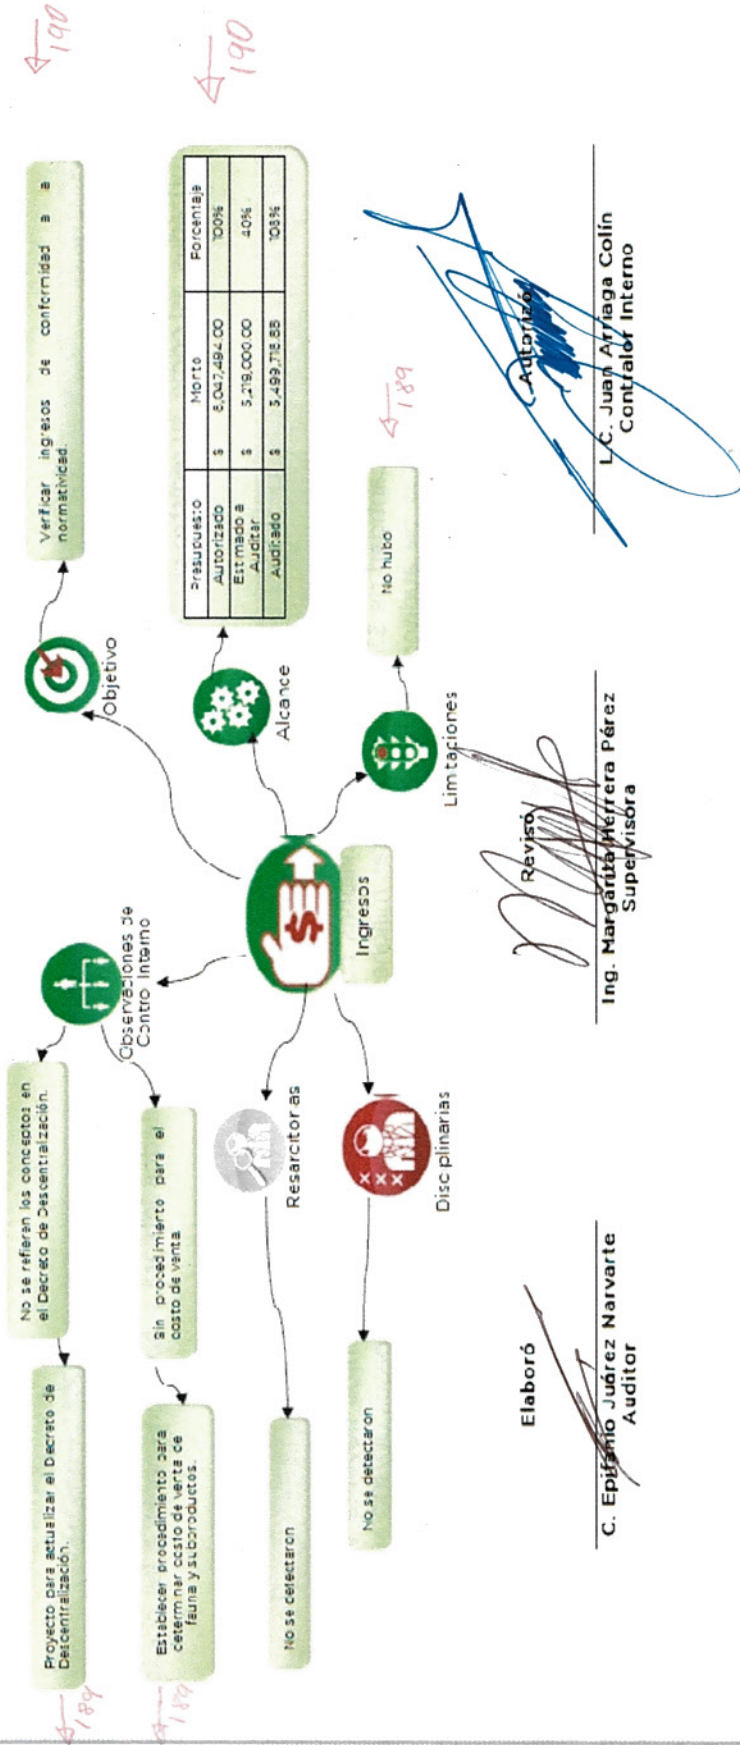 Proyecto para actualizar el Decreto de
Descentralización.
No se refieran los conceptos en
el Decreto de Descentralización.
Observaciones de
Control Interno
Objetivo
Verificar ingresos de conformidad a a
normatividad.
190
189
Establecer procedimiento para
determinar costo de venta de
fauna y subproductos.
Sin procedimiento para el
costo de venta.
189
Alcance
Presupuesto Monto Porcentaje
Autorizado $ 8,047,494.00 100%
Estimado a
Auditar $ 5,219,000.00 40%
Auditado $ 5,499,718.88 108%
190
No se detectaron
Resarcitorias
$
Ingresos
No se detectaron
Disciplinarias
Limitaciones
No hubo
189
Elaboró
C. Epifanio Juárez Narvarte
Auditor
Revisó
Ing. Margarita Herrera Pérez
Supervisora
Autorizó
L.C. Juan Arriaga Colín
Contralor Interno